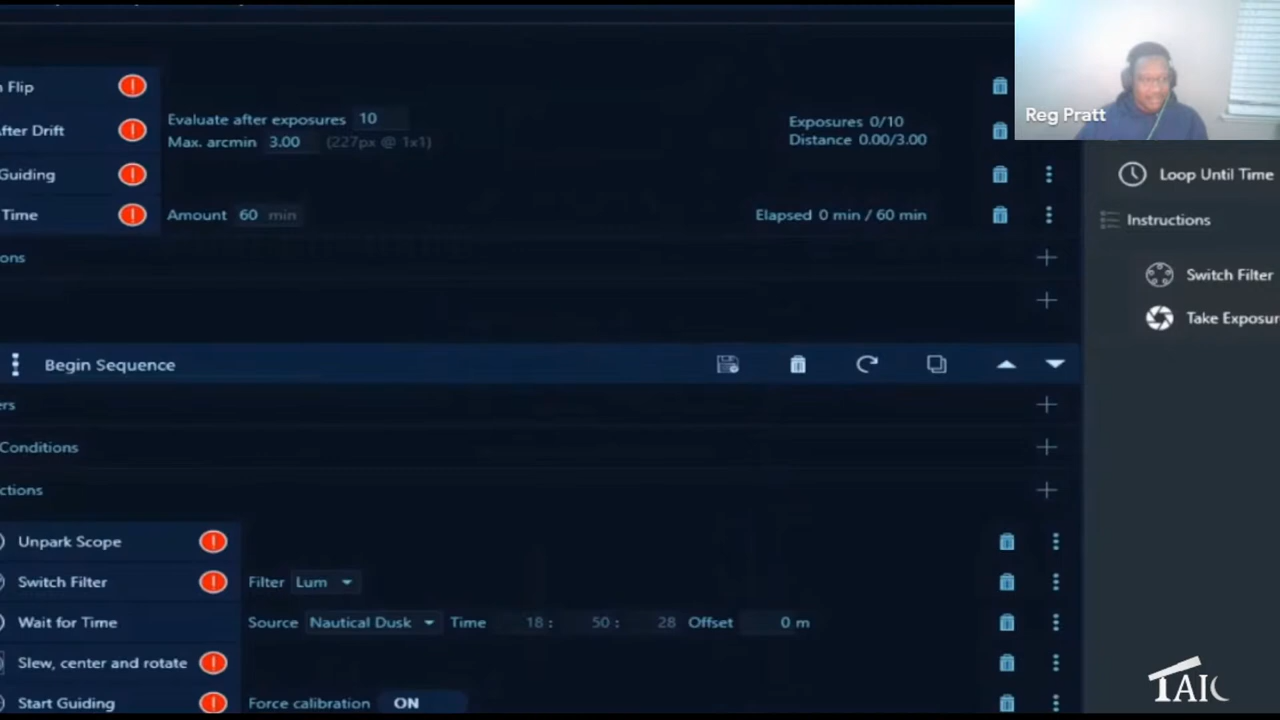 n Flip
After Drift
Evaluate after exposures 10
Max. arcmin 3.00 (227px @ 1x1)
Exposures 0/10
Distance 0.00/3.00
Guiding
Time
Amount 60 min
Elapsed 0 min / 60 min
ons
Begin Sequence
ers
Conditions
ctions
Unpark Scope
Switch Filter
Filter Lum
Wait for Time
Source Nautical Dusk Time 18: 50: 28 Offset 0 m
Slew, center and rotate
Start Guiding
Force calibration ON
Reg Pratt
Loop Until Time
Instructions
Switch Filter
Take Exposur
TAIC